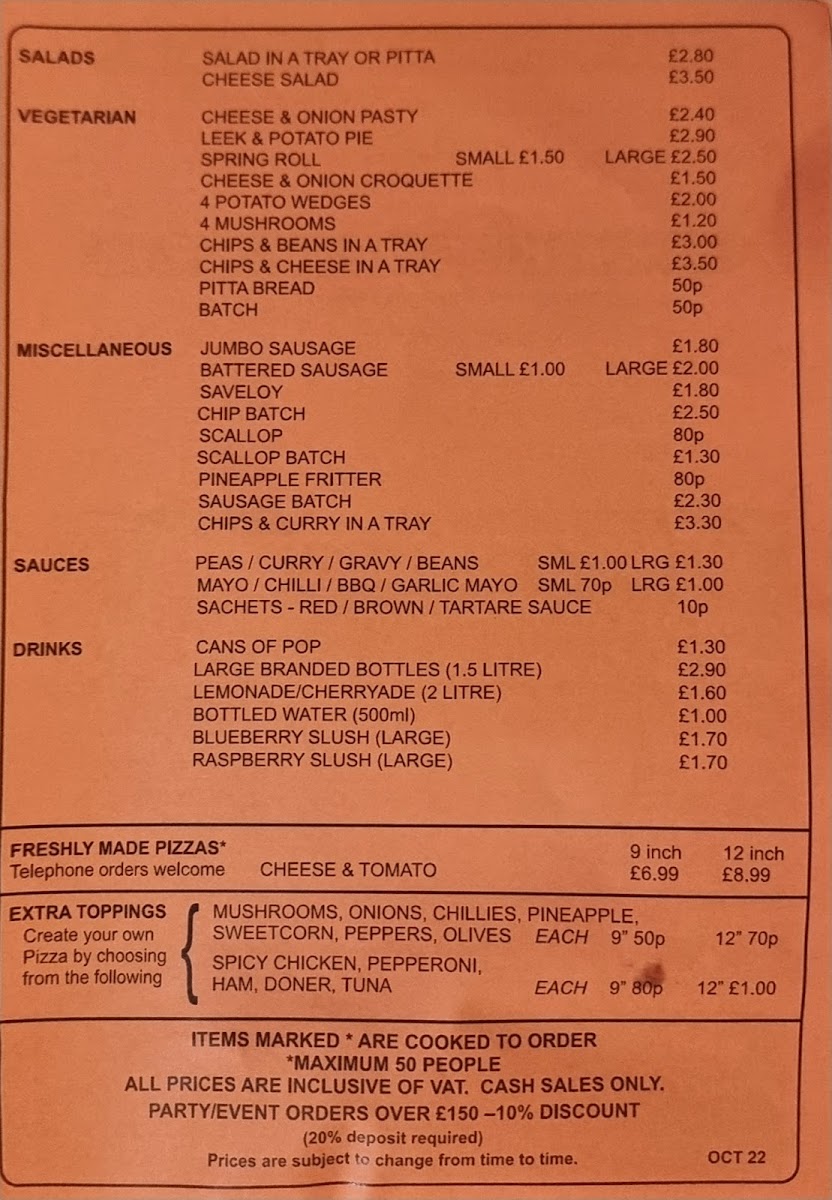 SALADS SALAD IN A TRAY OR PITTA £2.80
CHEESE SALAD £3.50
VEGETARIAN CHEESE & ONION PASTY £2.40
LEEK & POTATO PIE £2.90
SPRING ROLL SMALL £1.50 LARGE £2.50
CHEESE & ONION CROQUETTE £1.50
4 POTATO WEDGES £2.00
4 MUSHROOMS £1.20
CHIPS & BEANS IN A TRAY £3.00
CHIPS & CHEESE IN A TRAY £3.50
PITTA BREAD 50p
BATCH 50p
MISCELLANEOUS JUMBO SAUSAGE £1.80
BATTERED SAUSAGE SMALL £1.00 LARGE £2.00
SAVELOY £1.80
CHIP BATCH £2.50
SCALLOP 80p
SCALLOP BATCH £1.30
PINEAPPLE FRITTER 80p
SAUSAGE BATCH £2.30
CHIPS & CURRY IN A TRAY £3.30
SAUCES PEAS / CURRY / GRAVY / BEANS SML £1.00 LRG £1.30
MAYO / CHILLI / BBQ / GARLIC MAYO SML 70p LRG £1.00
SACHETS - RED / BROWN / TARTARE SAUCE 10p
DRINKS CANS OF POP £1.30
LARGE BRANDED BOTTLES (1.5 LITRE) £2.90
LEMONADE/CHERRYADE (2 LITRE) £1.60
BOTTLED WATER (500ml) £1.00
BLUEBERRY SLUSH (LARGE) £1.70
RASPBERRY SLUSH (LARGE) £1.70
FRESHLY MADE PIZZAS* 9 inch 12 inch
Telephone orders welcome CHEESE & TOMATO £6.99 £8.99
EXTRA TOPPINGS MUSHROOMS, ONIONS, CHILLIES, PINEAPPLE,
Create your own SWEETCORN, PEPPERS, OLIVES EACH 9" 50p 12" 70p
Pizza by choosing SPICY CHICKEN, PEPPERONI,
from the following HAM, DONER, TUNA EACH 9" 80p 12" £1.00
ITEMS MARKED * ARE COOKED TO ORDER
*MAXIMUM 50 PEOPLE
ALL PRICES ARE INCLUSIVE OF VAT. CASH SALES ONLY.
PARTY/EVENT ORDERS OVER £150 –10% DISCOUNT
(20% deposit required)
Prices are subject to change from time to time. OCT 22